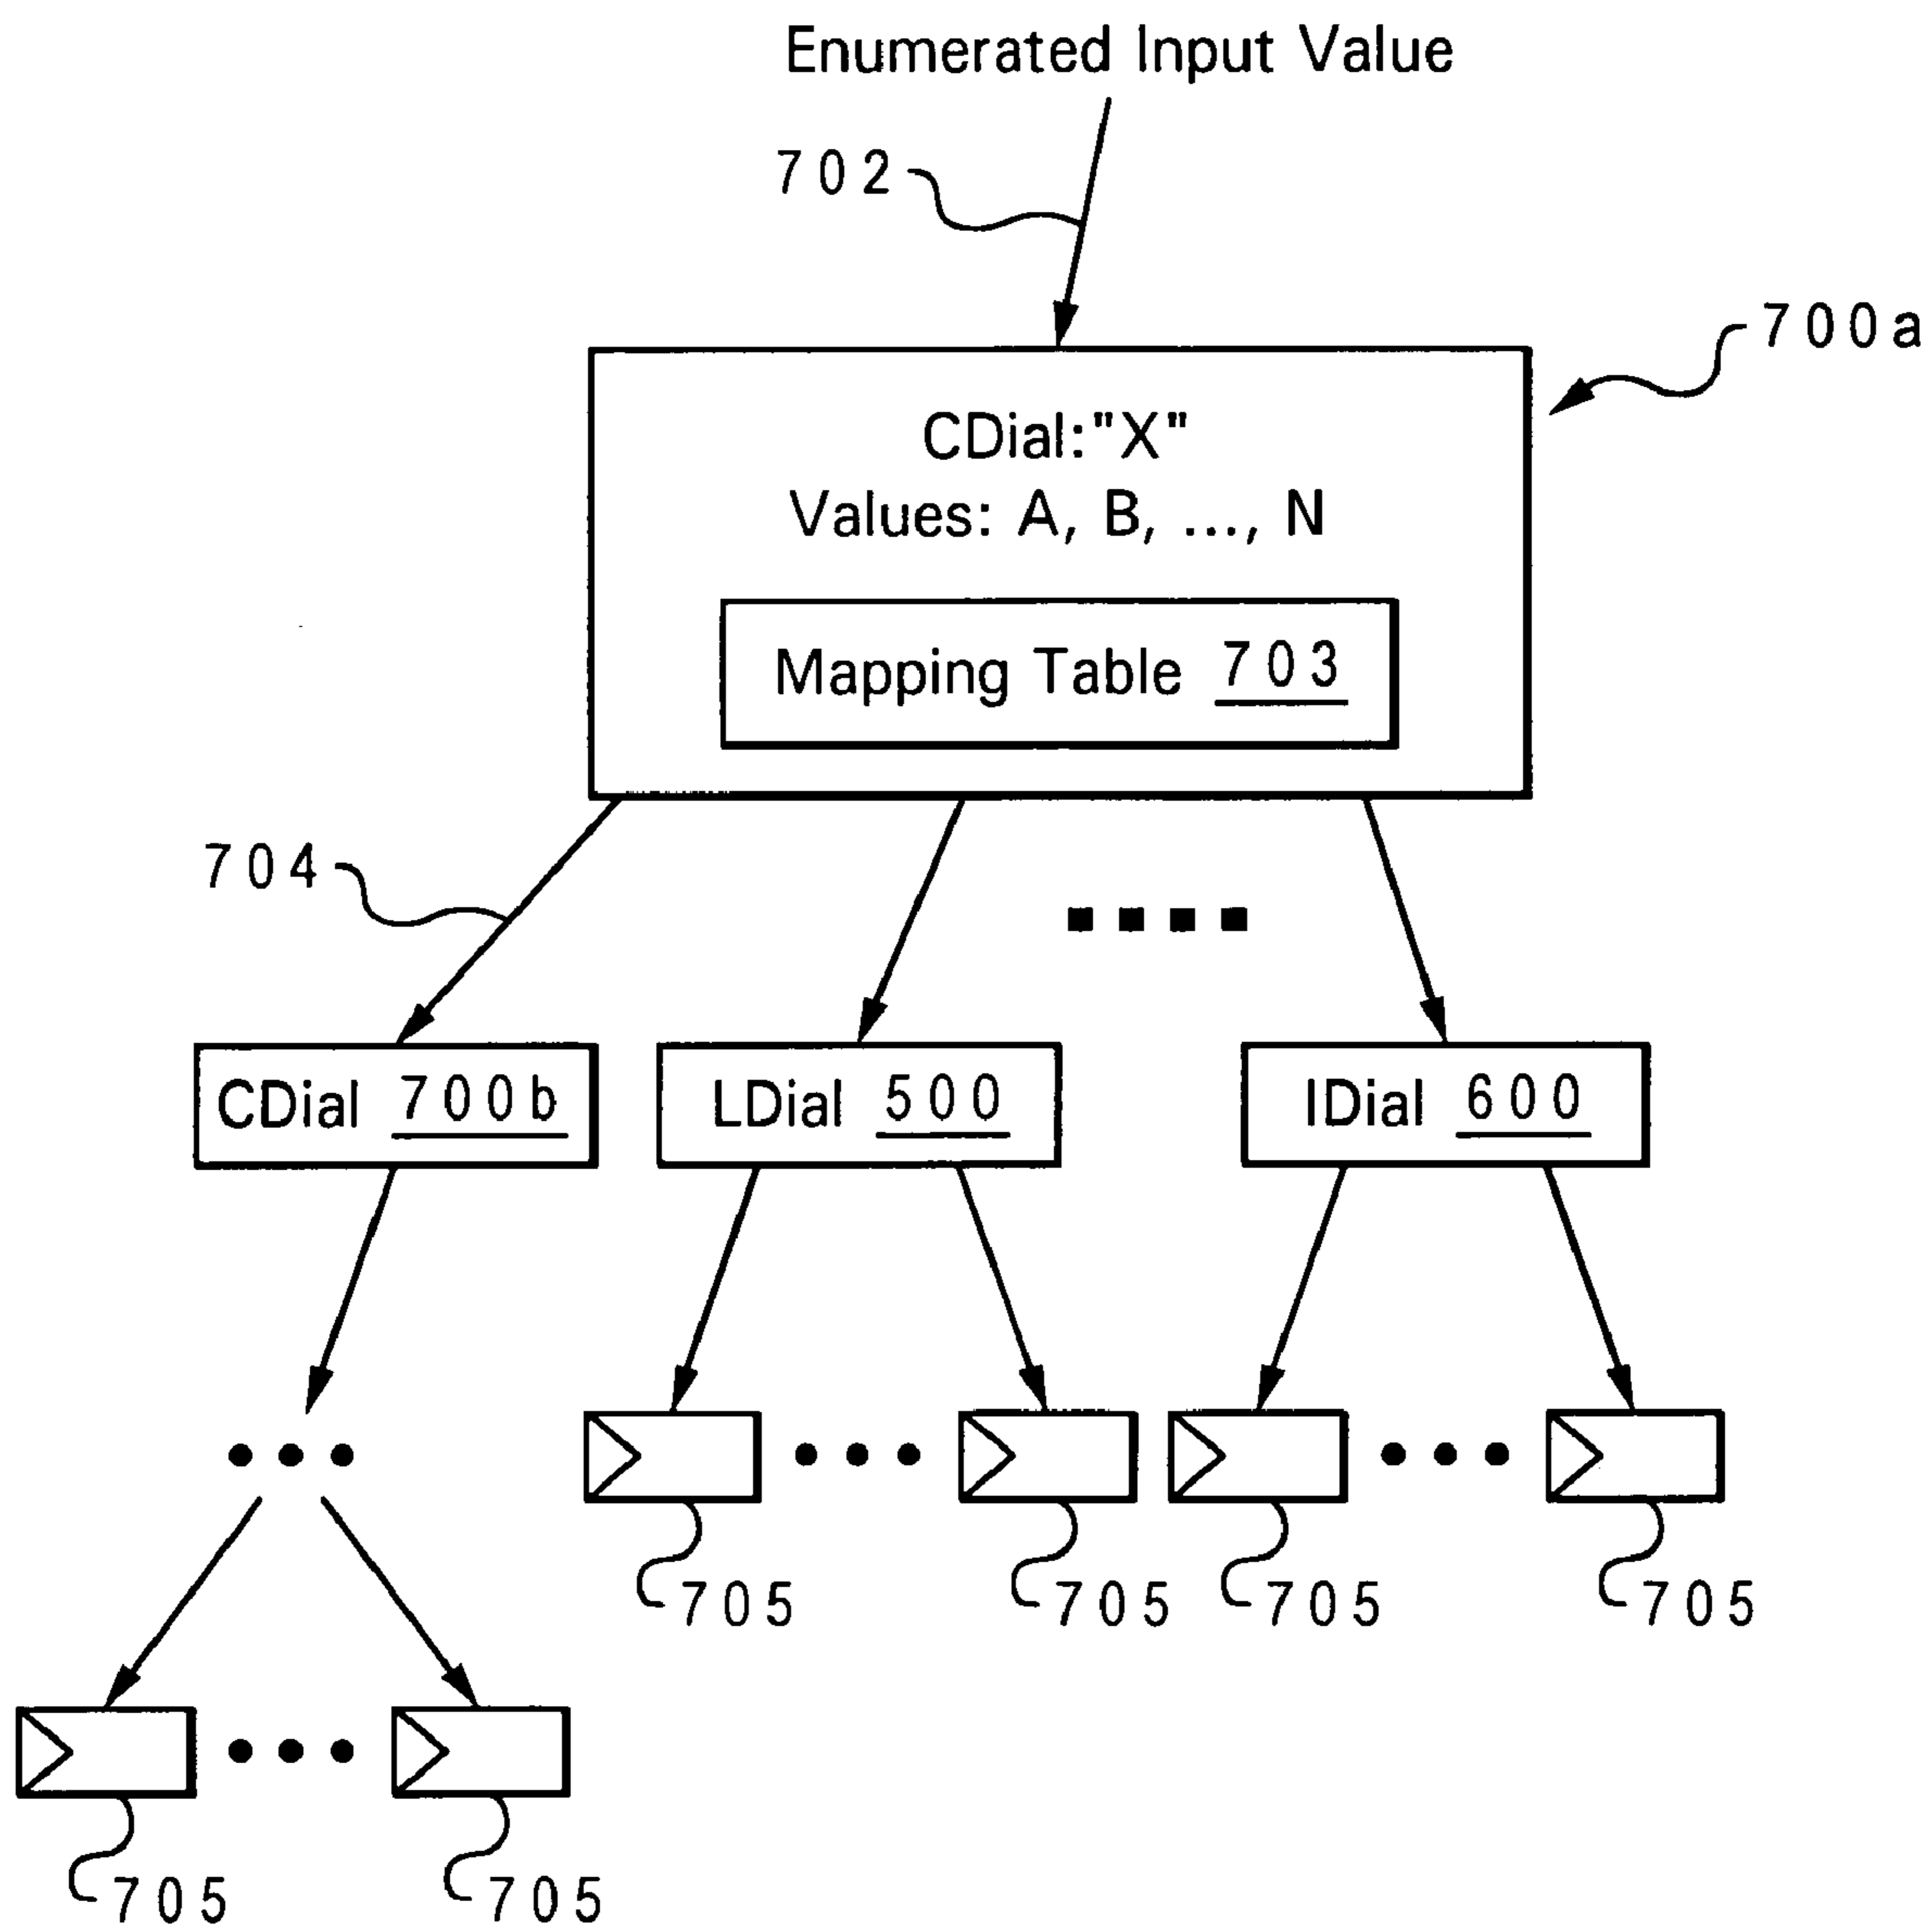 Enumerated Input Value
702
700a
CDial:"X"
Values: A, B, ..., N
Mapping Table 703
704
CDial 700b
LDial 500
IDial 600
705
705
705
705
705
705